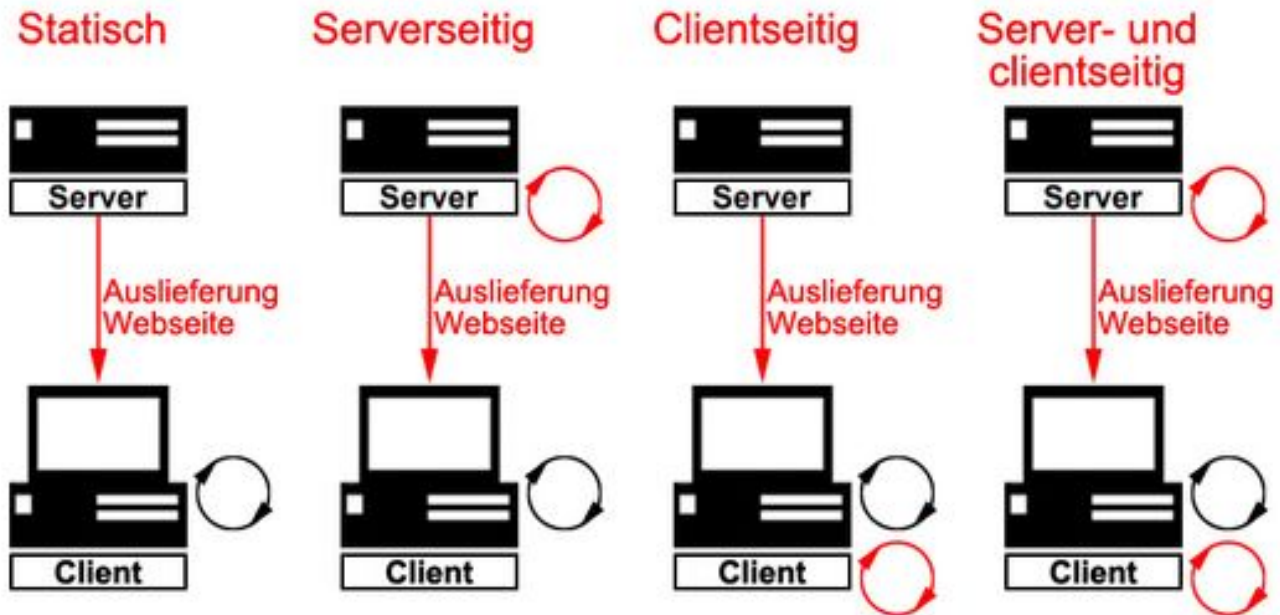 Statisch
Serverseitig
Clientseitig
Server- und
clientseitig
Server
Server
Server
Server
Auslieferung
Webseite
Auslieferung
Webseite
Auslieferung
Webseite
Auslieferung
Webseite
Client
Client
Client
Client